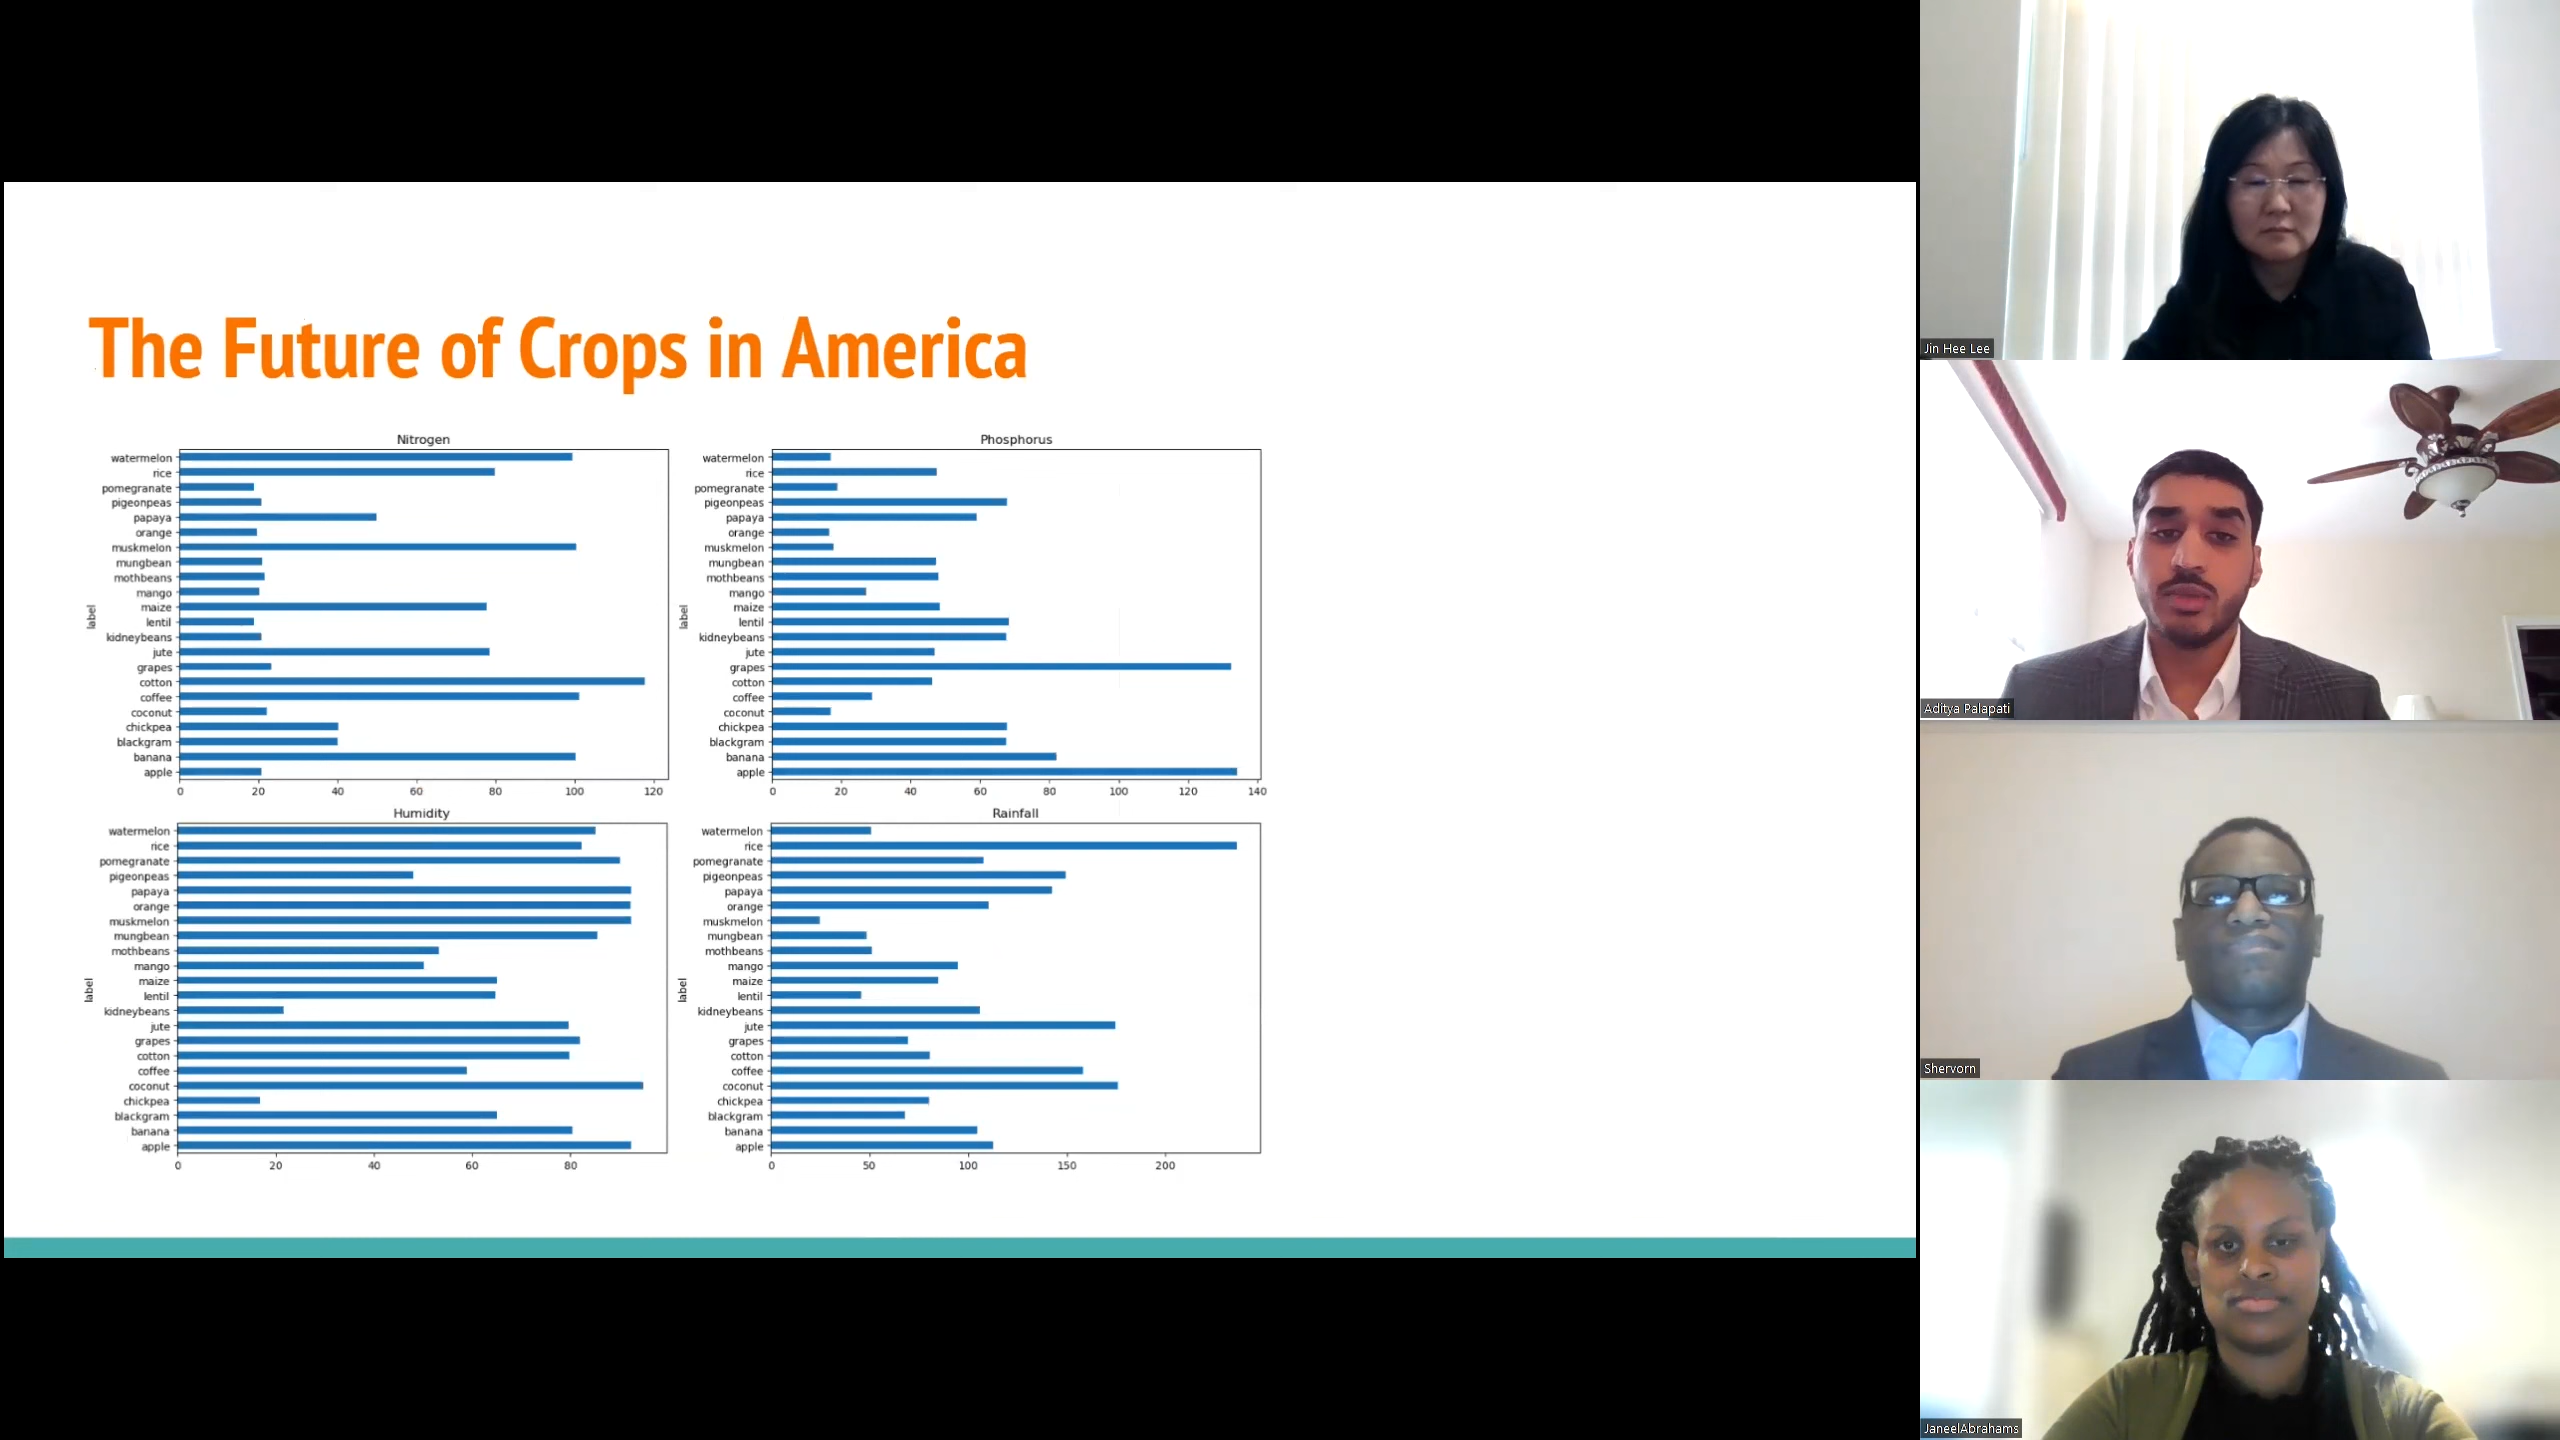 The Future of Crops in America
Nitrogen
watermelon
rice
pomegranate
pigeonpeas
papaya
orange
muskmelon
mungbean
mothbeans
mango
maize
lentil
kidneybeans
jute
grapes
cotton
coffee
coconut
chickpea
blackgram
banana
apple
label
0 20 40 60 80 100 120
Phosphorus
watermelon
rice
pomegranate
pigeonpeas
papaya
orange
muskmelon
mungbean
mothbeans
mango
maize
lentil
kidneybeans
jute
grapes
cotton
coffee
coconut
chickpea
blackgram
banana
apple
label
0 20 40 60 80 100 120 140
Humidity
watermelon
rice
pomegranate
pigeonpeas
papaya
orange
muskmelon
mungbean
mothbeans
mango
maize
lentil
kidneybeans
jute
grapes
cotton
coffee
coconut
chickpea
blackgram
banana
apple
label
0 20 40 60 80
Rainfall
watermelon
rice
pomegranate
pigeonpeas
papaya
orange
muskmelon
mungbean
mothbeans
mango
maize
lentil
kidneybeans
jute
grapes
cotton
coffee
coconut
chickpea
blackgram
banana
apple
label
0 50 100 150 200
Jin Hee Lee
Aditya Palapati
Shervorn
JaneelAbrahams